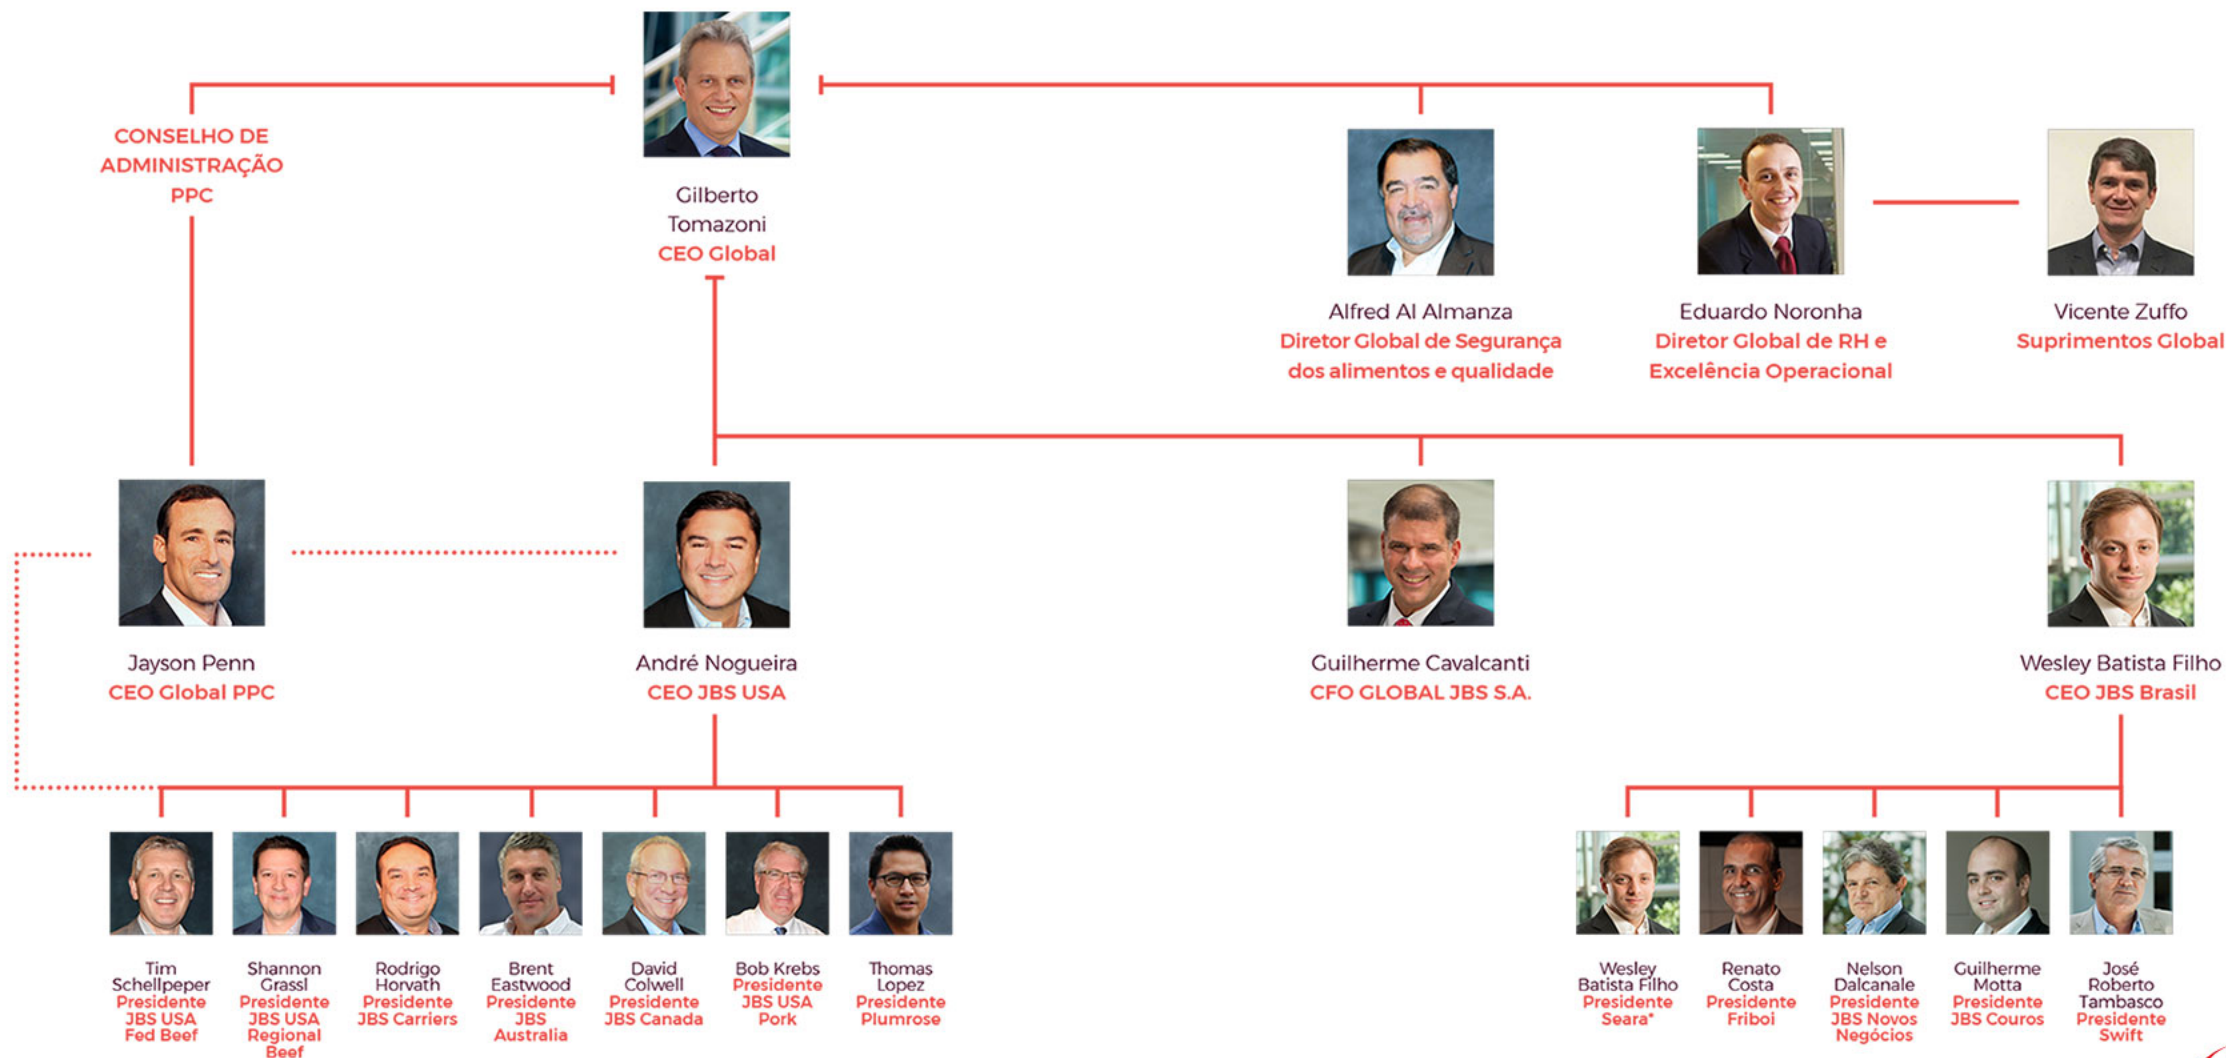 CONSELHO DE
ADMINISTRAÇÃO
PPC
Gilberto
Tomazoni
CEO Global
Alfred Al Almanza
Diretor Global de Segurança
dos alimentos e qualidade
Eduardo Noronha
Diretor Global de RH e
Excelência Operacional
Vicente Zuffo
Suprimentos Global
Jayson Penn
CEO Global PPC
André Nogueira
CEO JBS USA
Guilherme Cavalcanti
CFO GLOBAL JBS S.A.
Wesley Batista Filho
CEO JBS Brasil
Tim
Schellpeper
Presidente
JBS USA
Fed Beef
Shannon
Grassl
Presidente
JBS USA
Regional
Beef
Rodrigo
Horvath
Presidente
JBS Carriers
Brent
Eastwood
Presidente
JBS
Australia
David
Colwell
Presidente
JBS Canada
Bob Krebs
Presidente
JBS USA
Pork
Thomas
Lopez
Presidente
Plumrose
Wesley
Batista Filho
Presidente
Seara*
Renato
Costa
Presidente
Friboi
Nelson
Dalcanale
Presidente
JBS Novos
Negócios
Guilherme
Motta
Presidente
JBS Couros
José
Roberto
Tambasco
Presidente
Swift